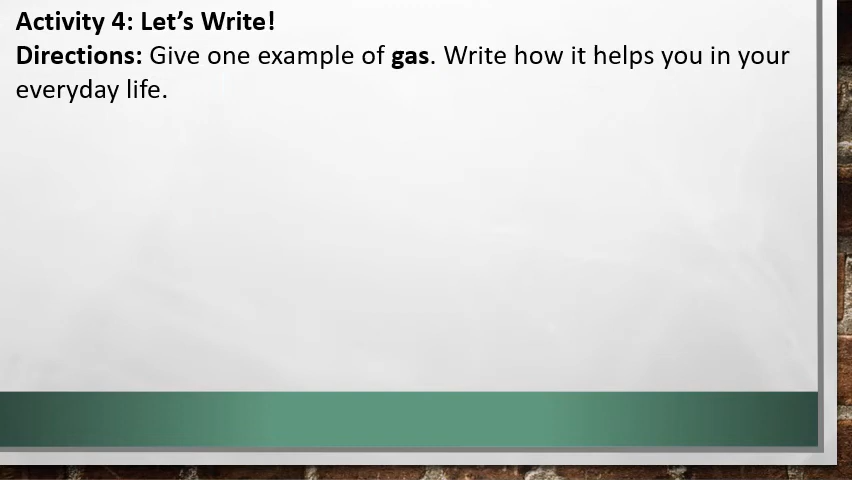 Activity 4: Let's Write!
Directions: Give one example of gas. Write how it helps you in your
everyday life.